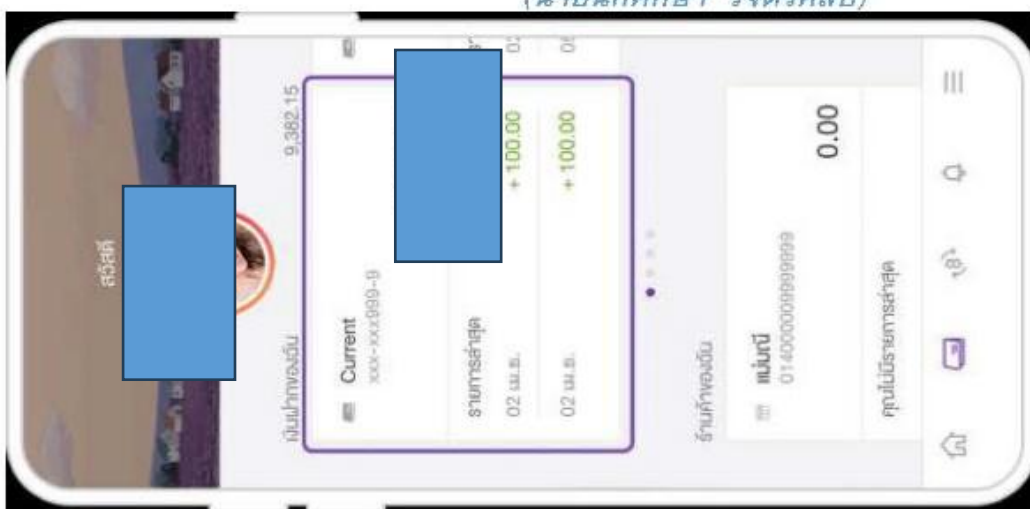 สวัสดี
เงินฝากของฉัน 9,382.15
Current
xxx-xxx999-9
รายการล่าสุด
02 เม.ย. + 100.00
02 เม.ย. + 100.00
ร้านค้าของฉัน
แม่มณี
014000009999999
0.00
คุณไม่มีรายการล่าสุด